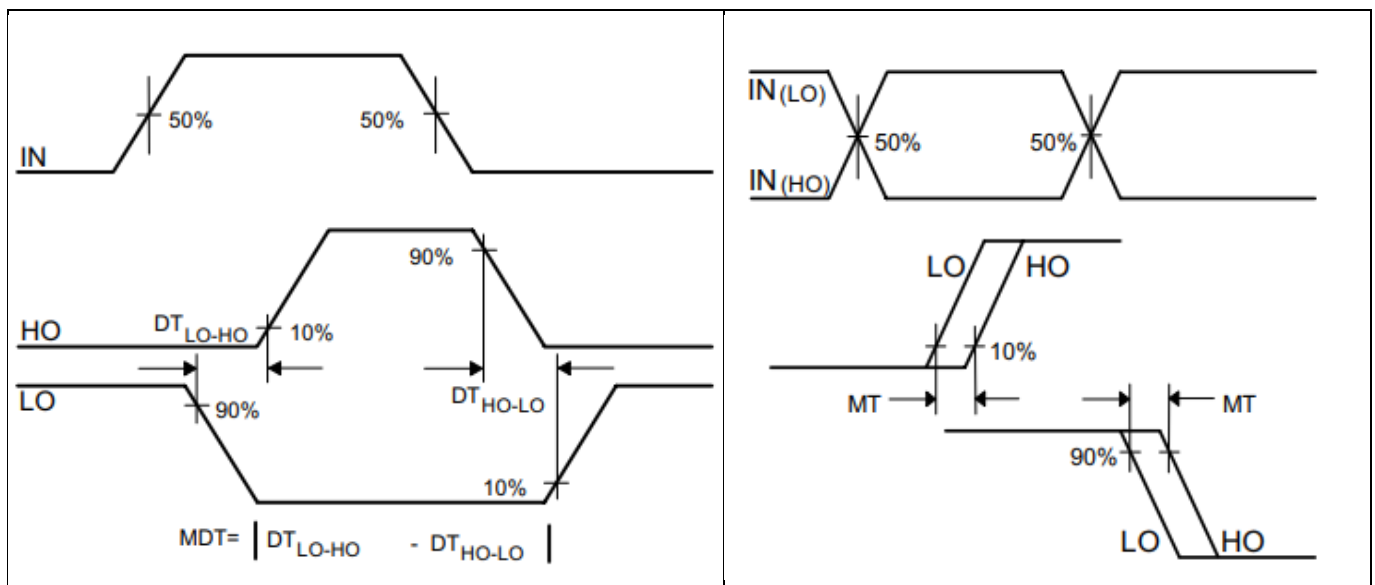 50%
50%
IN
90%
HO
DT LO-HO
10%
DT HO-LO
LO
90%
10%
MDT= | DT LO-HO - DT HO-LO |
IN (LO)
50%
50%
IN (HO)
LO
HO
10%
MT
MT
90%
LO
HO